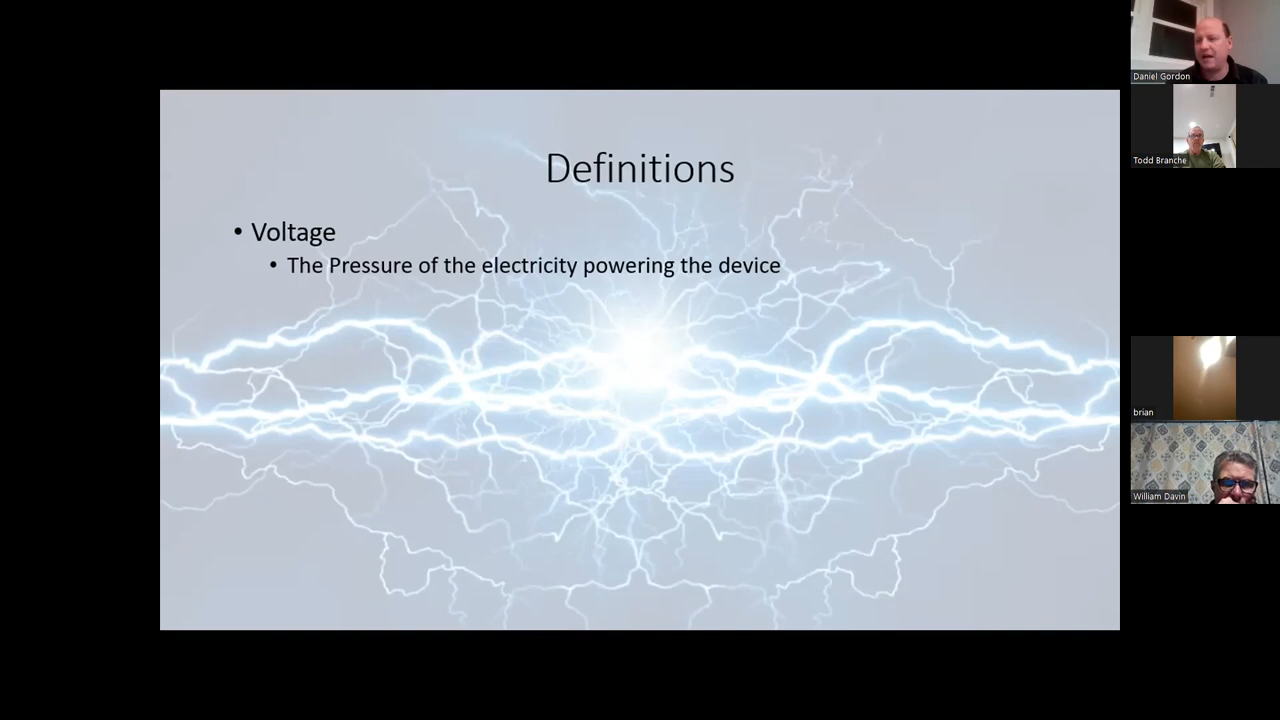 Definitions
• Voltage
• The Pressure of the electricity powering the device
Daniel Gordon
Todd Branche
brian
William Davin